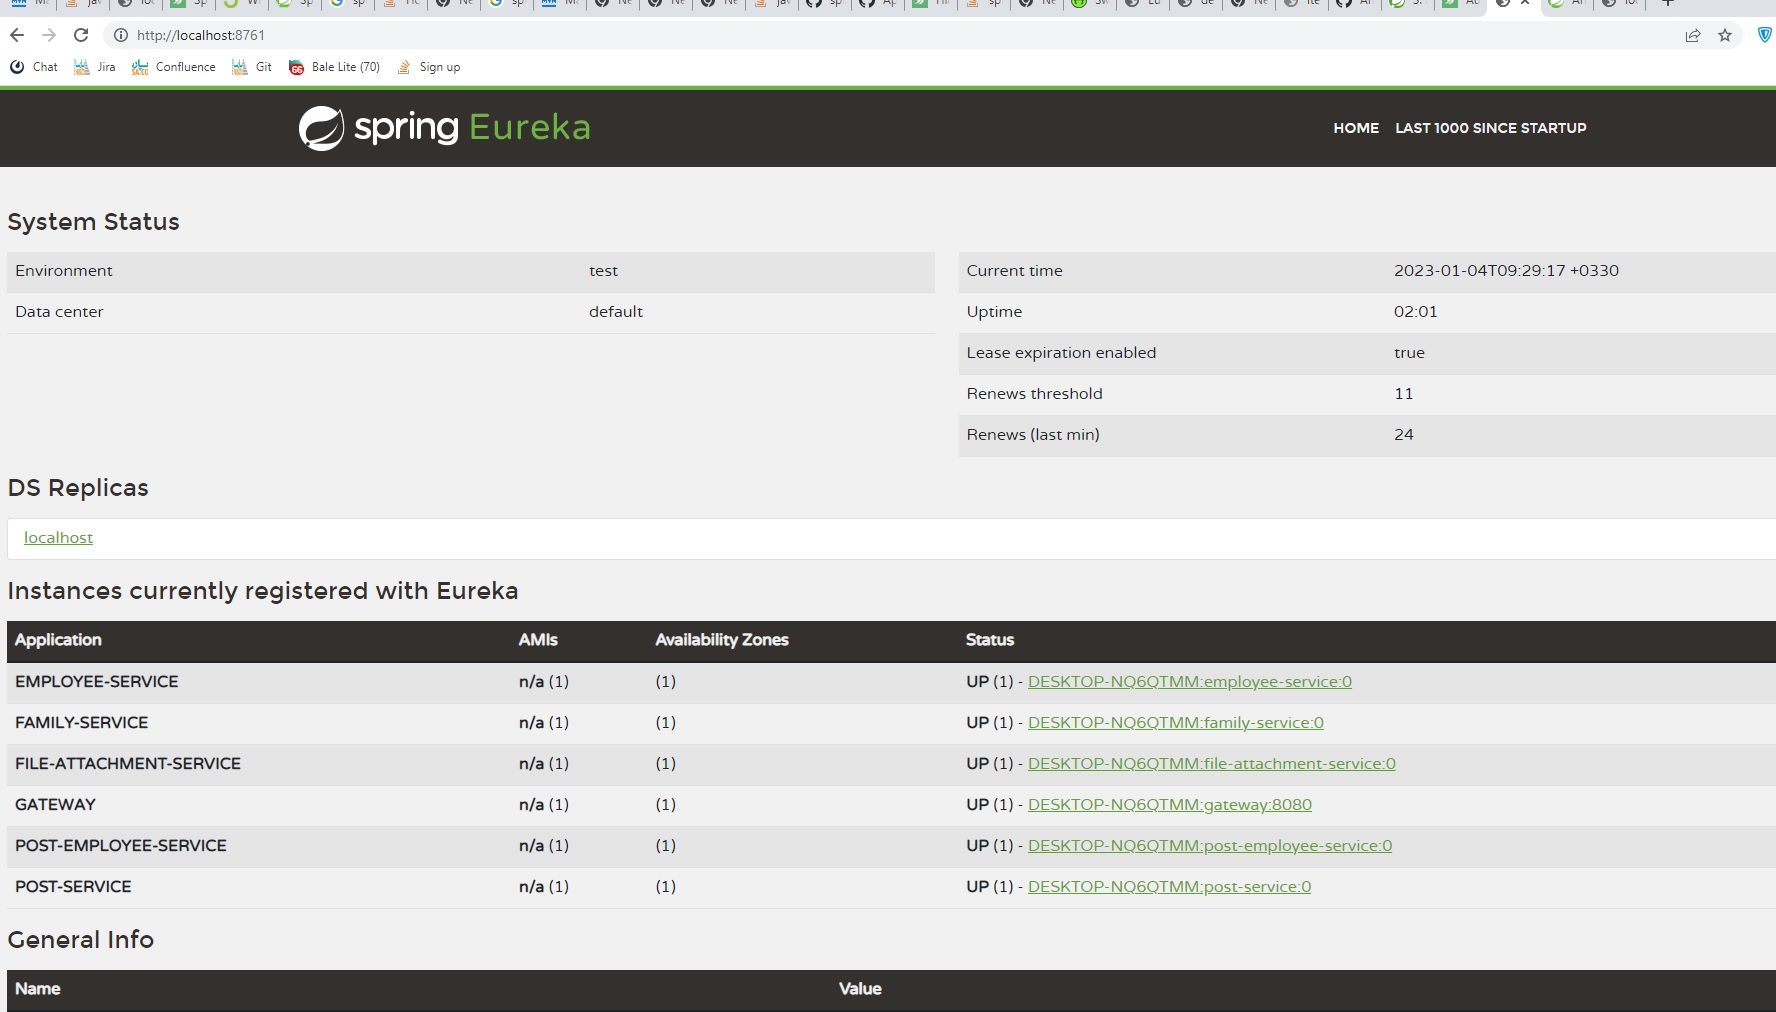 http://localhost:8761
Chat Jira Confluence Git Bale Lite (70) Sign up
spring Eureka
HOME LAST 1000 SINCE STARTUP
System Status
Environment test
Data center default
Current time 2023-01-04T09:29:17 +0330
Uptime 02:01
Lease expiration enabled true
Renews threshold 11
Renews (last min) 24
DS Replicas
localhost
Instances currently registered with Eureka
Application AMIs Availability Zones Status
EMPLOYEE-SERVICE n/a (1) (1) UP (1) - DESKTOP-NQ6QTMM:employee-service:0
FAMILY-SERVICE n/a (1) (1) UP (1) - DESKTOP-NQ6QTMM:family-service:0
FILE-ATTACHMENT-SERVICE n/a (1) (1) UP (1) - DESKTOP-NQ6QTMM:file-attachment-service:0
GATEWAY n/a (1) (1) UP (1) - DESKTOP-NQ6QTMM:gateway:8080
POST-EMPLOYEE-SERVICE n/a (1) (1) UP (1) - DESKTOP-NQ6QTMM:post-employee-service:0
POST-SERVICE n/a (1) (1) UP (1) - DESKTOP-NQ6QTMM:post-service:0
General Info
Name Value